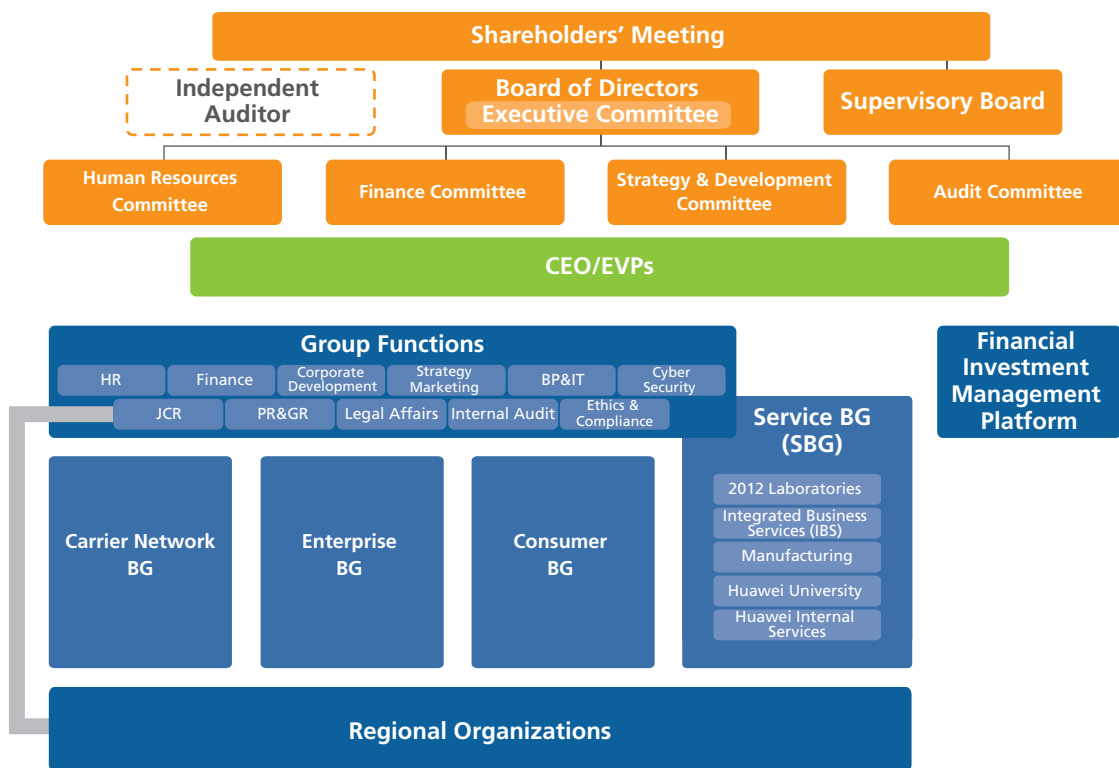 Shareholders’ Meeting
Independent
Auditor
Board of Directors
Executive Committee
Supervisory Board
Human Resources
Committee
Finance Committee
Strategy & Development
Committee
Audit Committee
CEO/EVPs
Group Functions
HR
Finance
Corporate
Development
Strategy
Marketing
BP&IT
Cyber
Security
JCR
PR&GR
Legal Affairs
Internal Audit
Ethics &
Compliance
Financial
Investment
Management
Platform
Service BG
(SBG)
2012 Laboratories
Integrated Business
Services (IBS)
Manufacturing
Huawei University
Huawei Internal
Services
Carrier Network
BG
Enterprise
BG
Consumer
BG
Regional Organizations